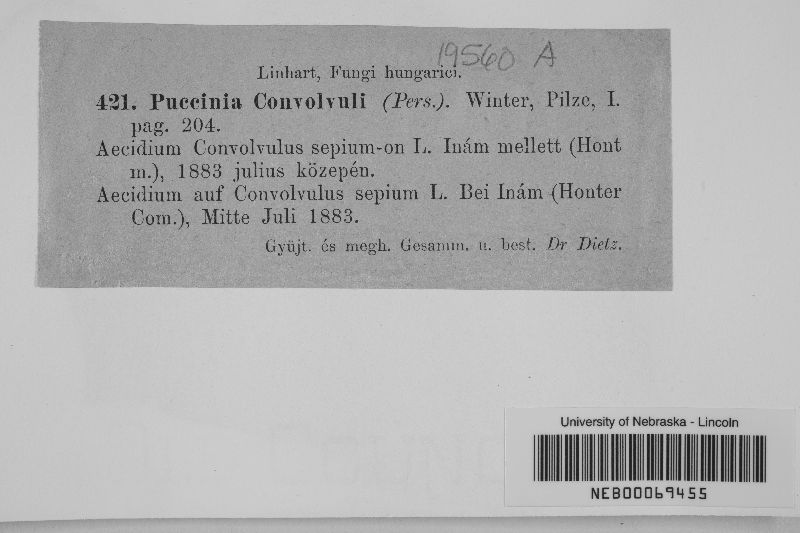 19560 A
Linhart, Fungi hungarici.
421. Puccinia Convolvuli (Pers.). Winter, Pilze, I.
pag. 204.
Aecidium Convolvulus sepium-on L. Inám mellett (Hont
m.), 1883 julius közepén.
Aecidium auf Convolvulus sepium L. Bei Inám (Honter
Com.), Mitte Juli 1883.
Gyüjt. és megh. Gesamm. u. best. Dr Dietz.
University of Nebraska - Lincoln
NEB00069455